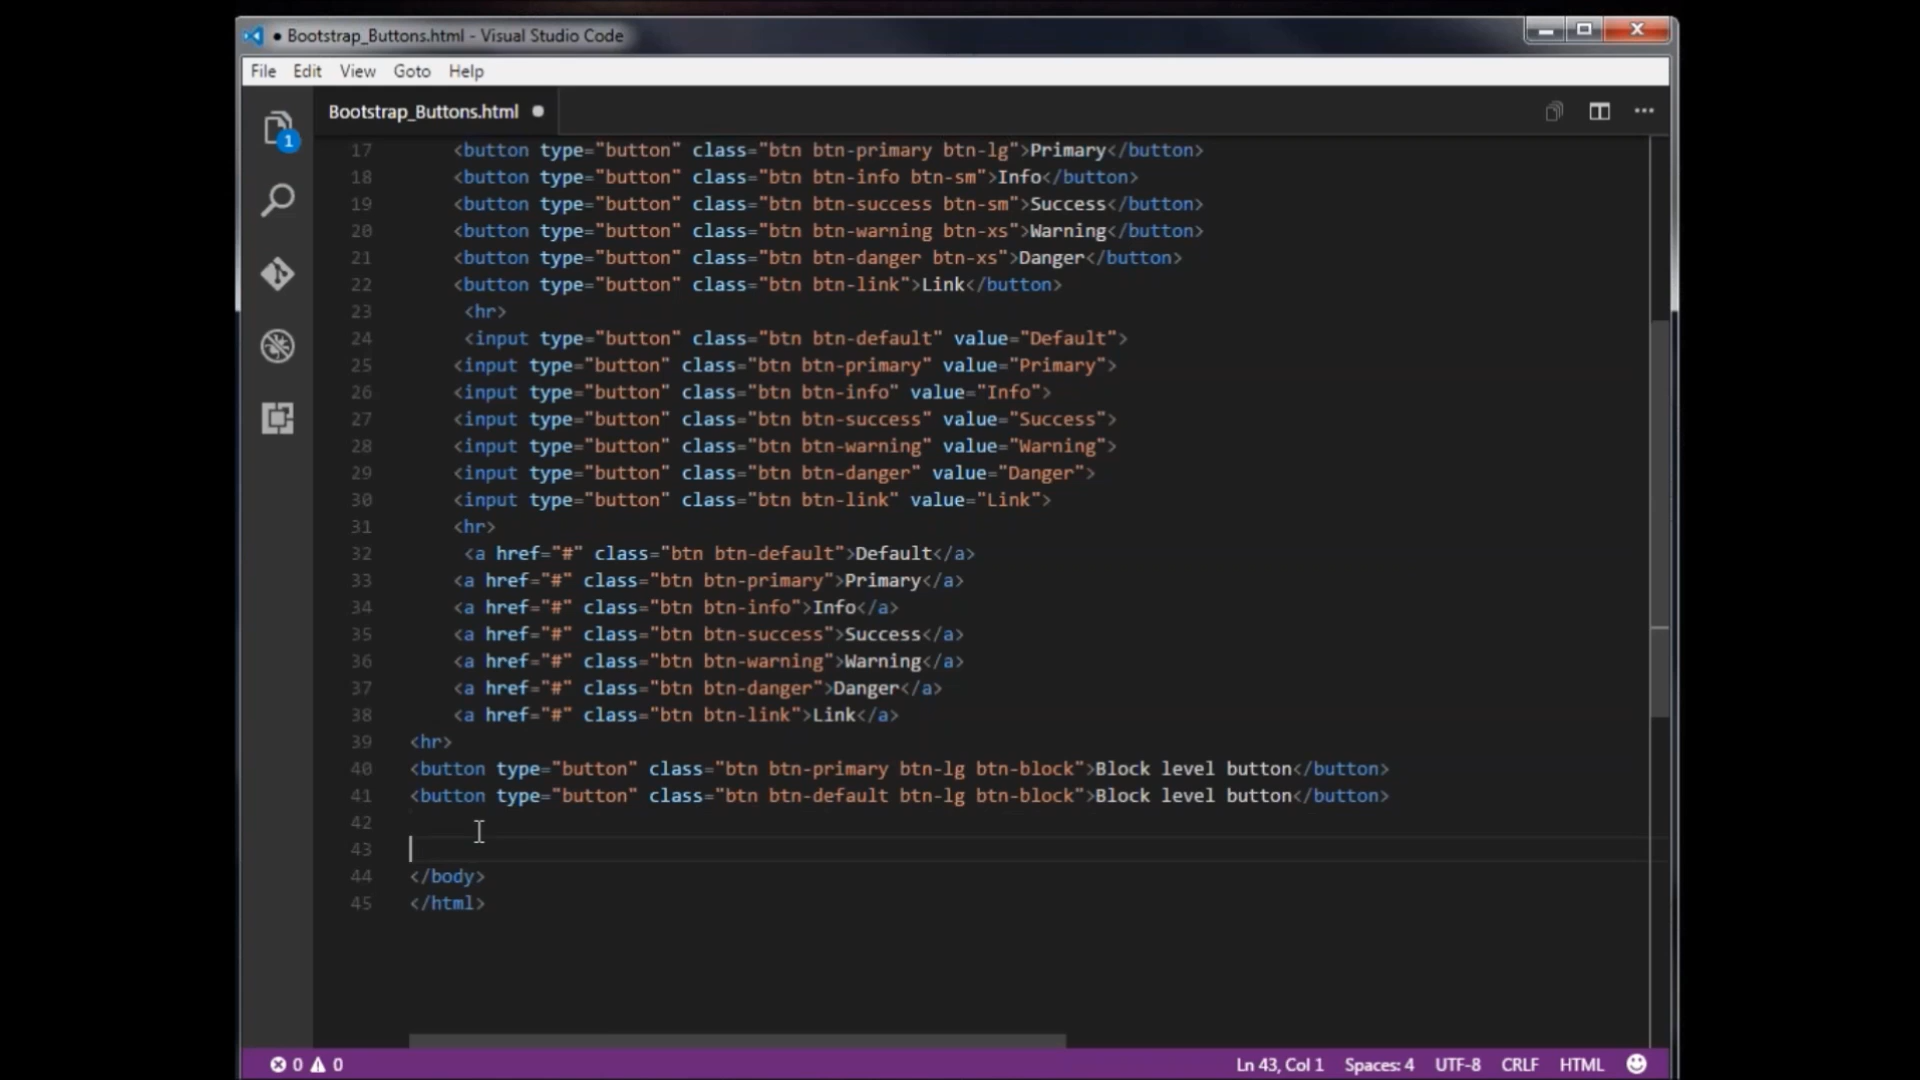 ● Bootstrap_Buttons.html - Visual Studio Code
File Edit View Goto Help
1
Bootstrap_Buttons.html ●
17 <button type="button" class="btn btn-primary btn-lg">Primary</button>
18 <button type="button" class="btn btn-info btn-sm">Info</button>
19 <button type="button" class="btn btn-success btn-sm">Success</button>
20 <button type="button" class="btn btn-warning btn-xs">Warning</button>
21 <button type="button" class="btn btn-danger btn-xs">Danger</button>
22 <button type="button" class="btn btn-link">Link</button>
23 <hr>
24 <input type="button" class="btn btn-default" value="Default">
25 <input type="button" class="btn btn-primary" value="Primary">
26 <input type="button" class="btn btn-info" value="Info">
27 <input type="button" class="btn btn-success" value="Success">
28 <input type="button" class="btn btn-warning" value="Warning">
29 <input type="button" class="btn btn-danger" value="Danger">
30 <input type="button" class="btn btn-link" value="Link">
31 <hr>
32 <a href="#" class="btn btn-default">Default</a>
33 <a href="#" class="btn btn-primary">Primary</a>
34 <a href="#" class="btn btn-info">Info</a>
35 <a href="#" class="btn btn-success">Success</a>
36 <a href="#" class="btn btn-warning">Warning</a>
37 <a href="#" class="btn btn-danger">Danger</a>
38 <a href="#" class="btn btn-link">Link</a>
39 <hr>
40 <button type="button" class="btn btn-primary btn-lg btn-block">Block level button</button>
41 <button type="button" class="btn btn-default btn-lg btn-block">Block level button</button>
42
43
44 </body>
45 </html>
0 0 Ln 43, Col 1 Spaces: 4 UTF-8 CRLF HTML